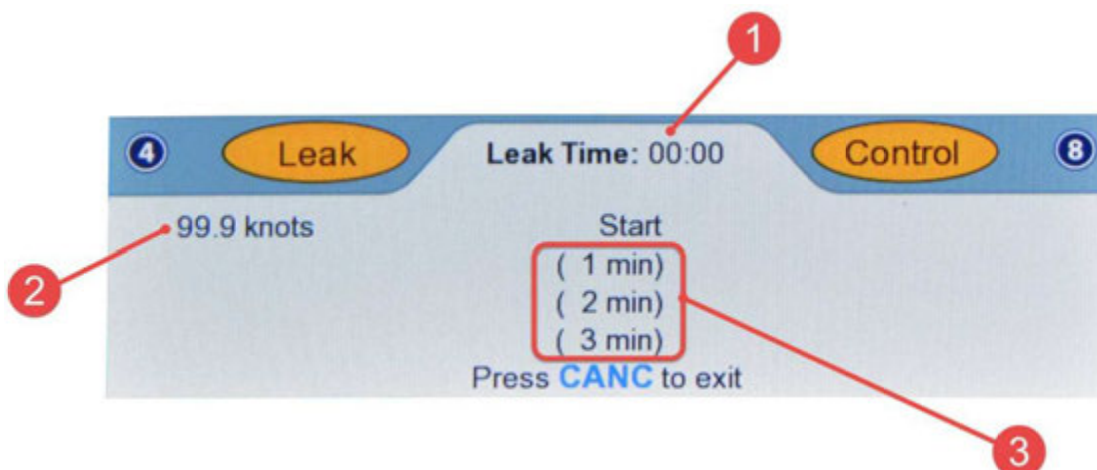 1
4 Leak Leak Time: 00:00 Control 8
99.9 knots Start
2
( 1 min)
( 2 min)
( 3 min)
Press CANC to exit
3